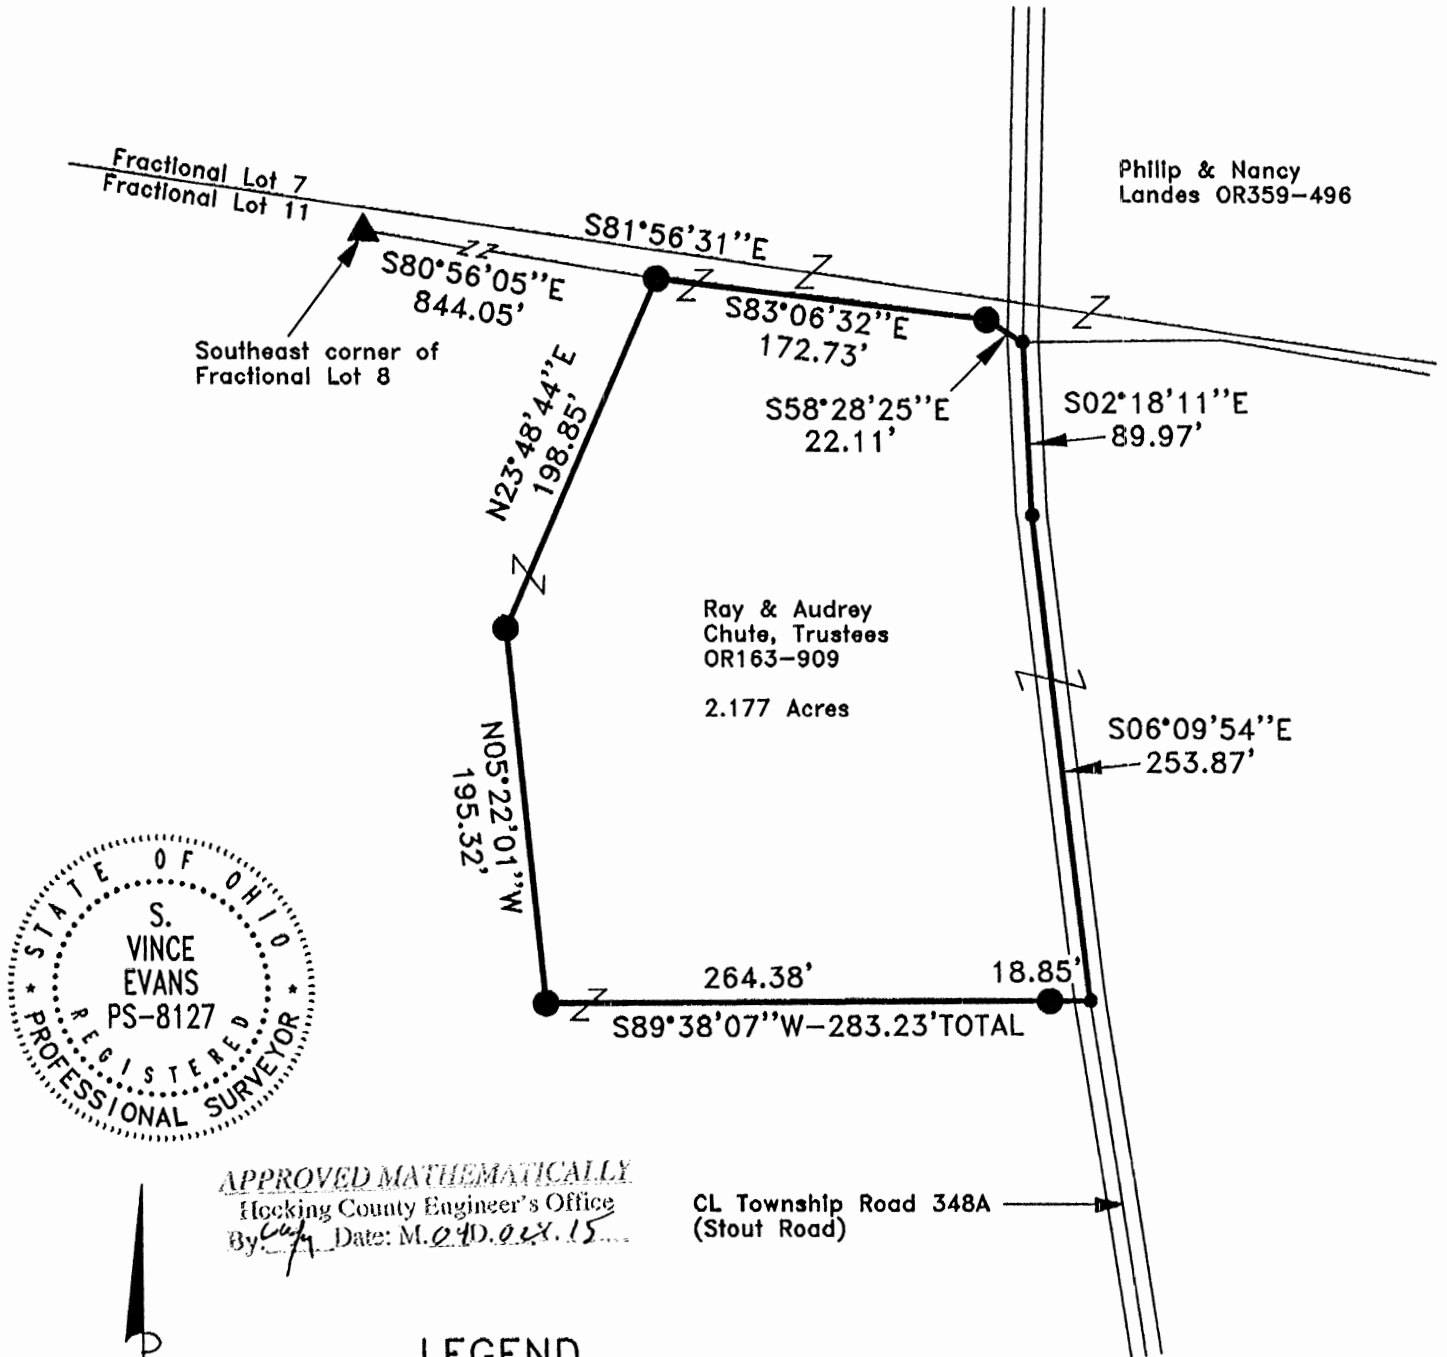 Fractional Lot 7
Fractional Lot 11
Philip & Nancy
Landes OR359-496
S81°56'31''E
S80°56'05''E
844.05'
S83°06'32''E
172.73'
Southeast corner of
Fractional Lot 8
S58°28'25''E
22.11'
S02°18'11''E
89.97'
N23°48'44''E
198.85'
Ray & Audrey
Chute, Trustees
OR163-909
2.177 Acres
S06°09'54''E
253.87'
N05°22'01''W
195.32'
264.38'
18.85'
S89°38'07''W-283.23'TOTAL
STATE OF OHIO
S.
VINCE
EVANS
PS-8127
REGISTERED
PROFESSIONAL SURVEYOR
APPROVED MATHEMATICALLY
Hocking County Engineer's Office
By: Date: M. D. Y. 15
CL Township Road 348A
(Stout Road)
LEGEND